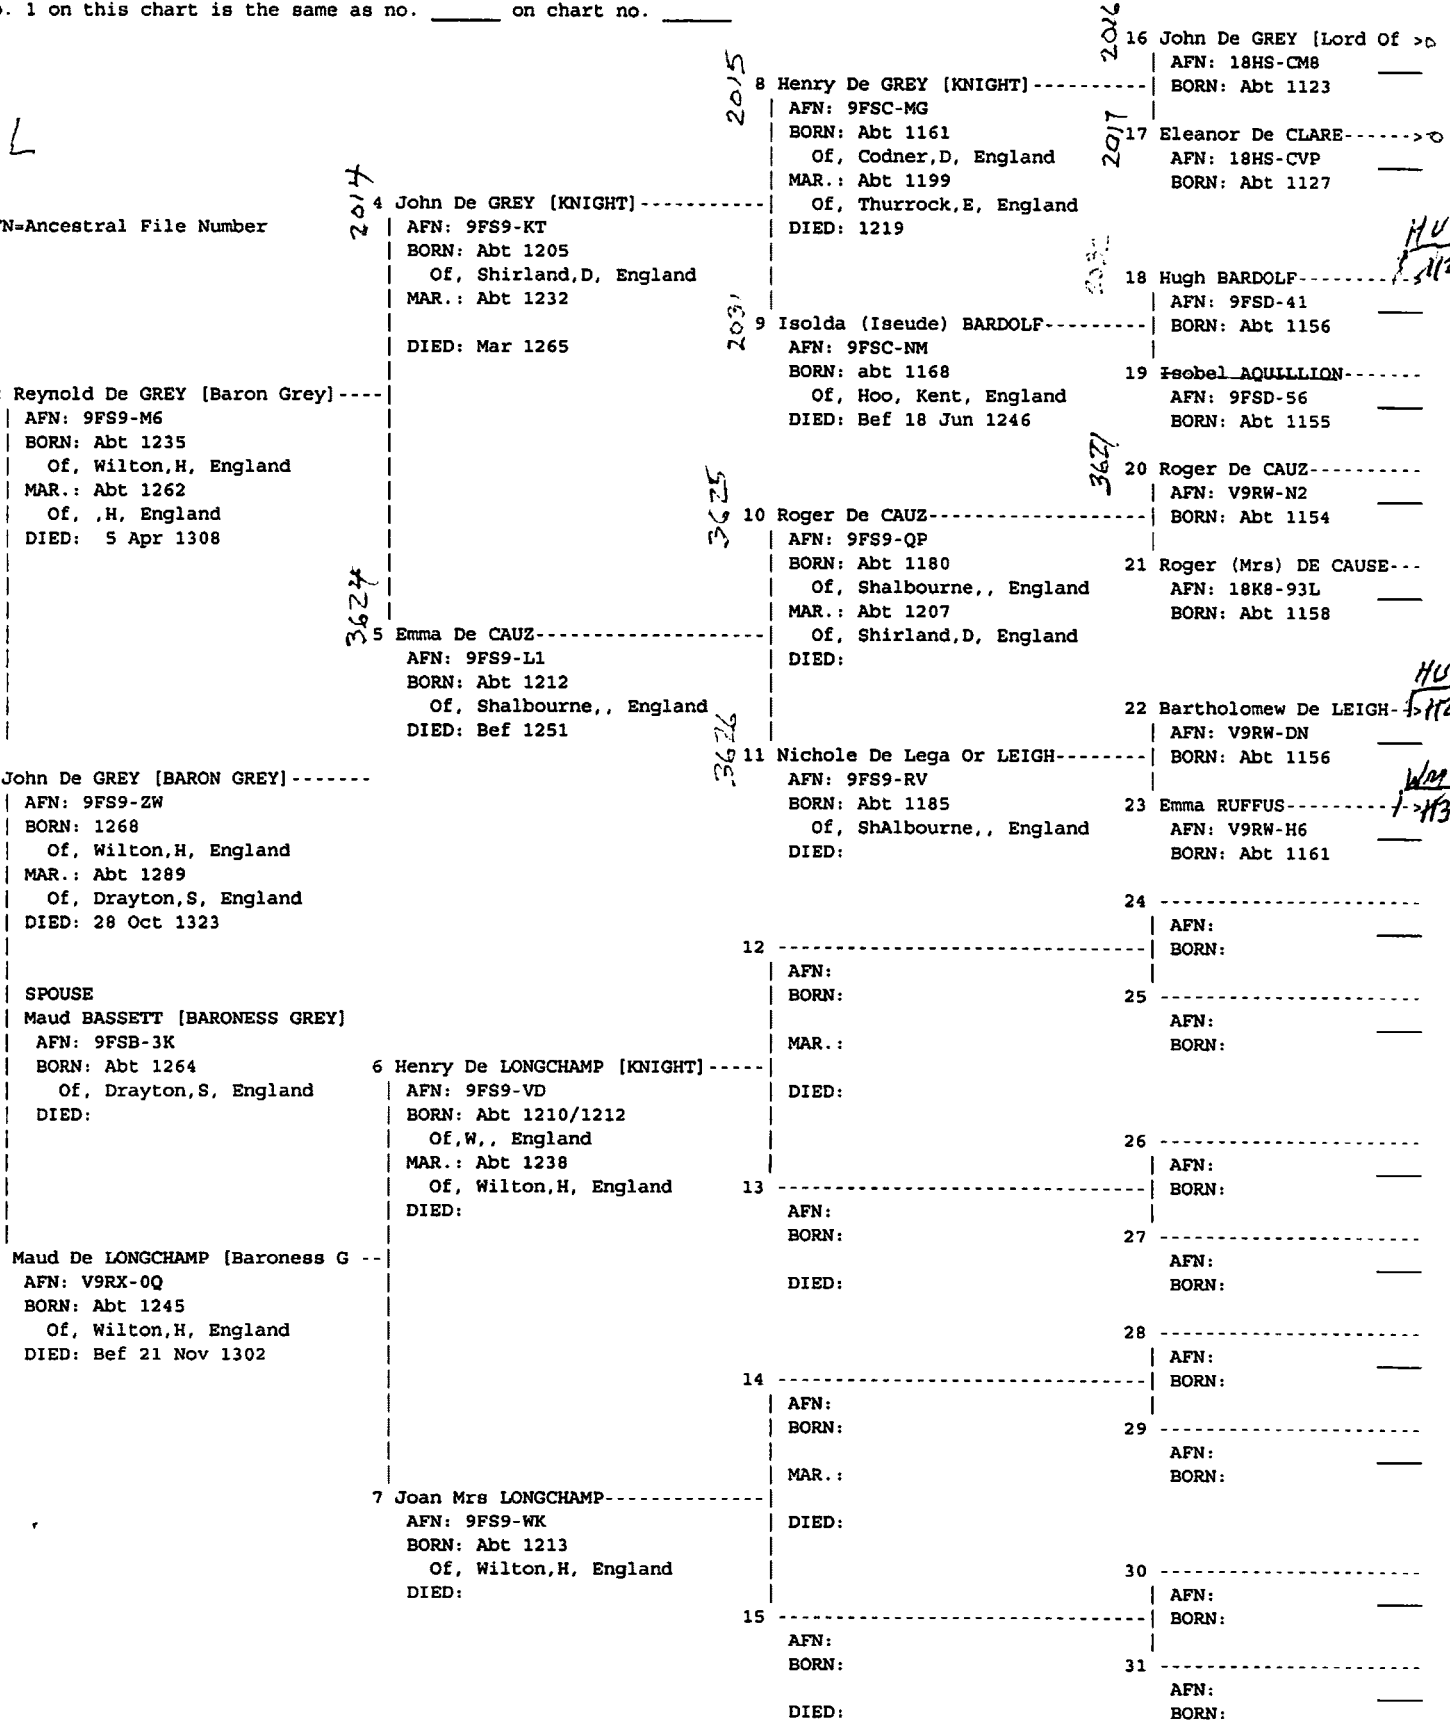 . 1 on this chart is the same as no. ______ on chart no. ______
L
N=Ancestral File Number
Reynold De GREY [Baron Grey]----
AFN: 9FS9-M6
BORN: Abt 1235
Of, Wilton,H, England
MAR.: Abt 1262
Of, ,H, England
DIED:  5 Apr 1308
John De GREY [BARON GREY]-------
AFN: 9FS9-ZW
BORN: 1268
Of, Wilton,H, England
MAR.: Abt 1289
Of, Drayton,S, England
DIED: 28 Oct 1323
SPOUSE
Maud BASSETT [BARONESS GREY]
AFN: 9FSB-3K
BORN: Abt 1264
Of, Drayton,S, England
DIED:
Maud De LONGCHAMP [Baroness G --
AFN: V9RX-0Q
BORN: Abt 1245
Of, Wilton,H, England
DIED: Bef 21 Nov 1302
2014
4 John De GREY [KNIGHT]-----------
AFN: 9FS9-KT
BORN: Abt 1205
Of, Shirland,D, England
MAR.: Abt 1232
DIED: Mar 1265
3624
5 Emma De CAUZ--------------------
AFN: 9FS9-L1
BORN: Abt 1212
Of, Shalbourne,, England
DIED: Bef 1251
6 Henry De LONGCHAMP [KNIGHT]-----
AFN: 9FS9-VD
BORN: Abt 1210/1212
Of,W,, England
MAR.: Abt 1238
Of, Wilton,H, England
DIED:
7 Joan Mrs LONGCHAMP--------------
AFN: 9FS9-WK
BORN: Abt 1213
Of, Wilton,H, England
DIED:
2015
8 Henry De GREY [KNIGHT]----------
AFN: 9FSC-MG
BORN: Abt 1161
Of, Codner,D, England
MAR.: Abt 1199
Of, Thurrock,E, England
DIED: 1219
2031
9 Isolda (Iseude) BARDOLF---------
AFN: 9FSC-NM
BORN: abt 1168
Of, Hoo, Kent, England
DIED: Bef 18 Jun 1246
3625
10 Roger De CAUZ-------------------
AFN: 9FS9-QP
BORN: Abt 1180
Of, Shalbourne,, England
MAR.: Abt 1207
Of, Shirland,D, England
DIED:
3626
11 Nichole De Lega Or LEIGH--------
AFN: 9FS9-RV
BORN: Abt 1185
Of, ShAlbourne,, England
DIED:
12 --------------------------------
AFN:
BORN:
MAR.:
DIED:
13 --------------------------------
AFN:
BORN:
DIED:
14 --------------------------------
AFN:
BORN:
MAR.:
DIED:
15 --------------------------------
AFN:
BORN:
DIED:
2016
16 John De GREY [Lord Of >
AFN: 18HS-CM8
BORN: Abt 1123
2017
17 Eleanor De CLARE------>
AFN: 18HS-CVP
BORN: Abt 1127
HU
18 Hugh BARDOLF----------
AFN: 9FSD-41
BORN: Abt 1156
19 Isobel AQUILLION-------
AFN: 9FSD-56
BORN: Abt 1155
3621
20 Roger De CAUZ----------
AFN: V9RW-N2
BORN: Abt 1154
21 Roger (Mrs) DE CAUSE---
AFN: 18K8-93L
BORN: Abt 1158
HU
22 Bartholomew De LEIGH-> H2
AFN: V9RW-DN
BORN: Abt 1156
Wm
23 Emma RUFFUS----------> H3
AFN: V9RW-H6
BORN: Abt 1161
24 -----------------------
AFN:
BORN:
25 -----------------------
AFN:
BORN:
26 -----------------------
AFN:
BORN:
27 -----------------------
AFN:
BORN:
28 -----------------------
AFN:
BORN:
29 -----------------------
AFN:
BORN:
30 -----------------------
AFN:
BORN:
31 -----------------------
AFN:
BORN: